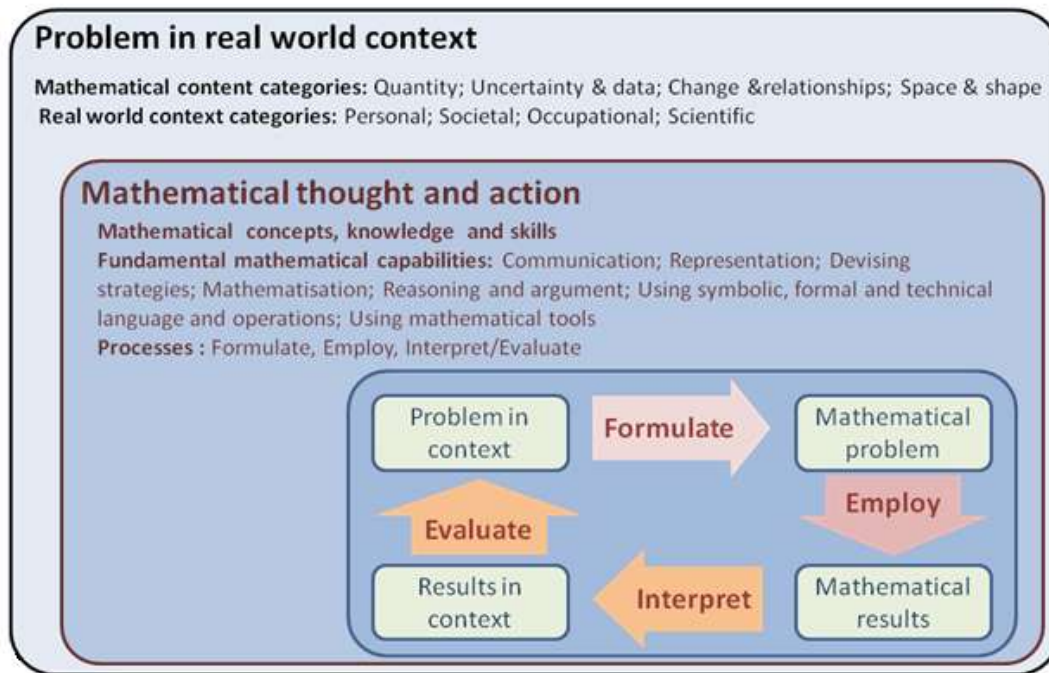 Problem in real world context
Mathematical content categories: Quantity; Uncertainty & data; Change &relationships; Space & shape
Real world context categories: Personal; Societal; Occupational; Scientific
Mathematical thought and action
Mathematical concepts, knowledge and skills
Fundamental mathematical capabilities: Communication; Representation; Devising
strategies; Mathematisation; Reasoning and argument; Using symbolic, formal and technical
language and operations; Using mathematical tools
Processes : Formulate, Employ, Interpret/Evaluate
Problem in
context
Formulate
Mathematical
problem
Employ
Evaluate
Results in
context
Interpret
Mathematical
results